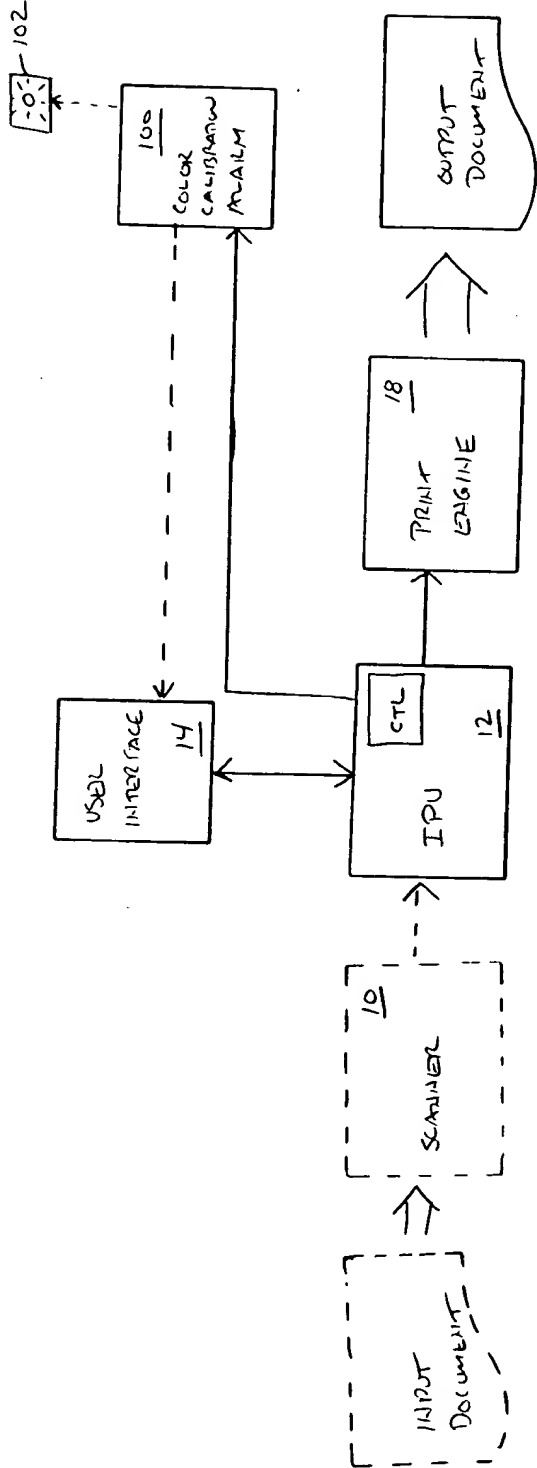 INPUT
DOCUMENT
10
SCANNER
USER
INTERFACE
14
CTL
IPU
12
18
PRINT
ENGINE
100
COLOR
CALIBRATION
ALARM
102
OUTPUT
DOCUMENT